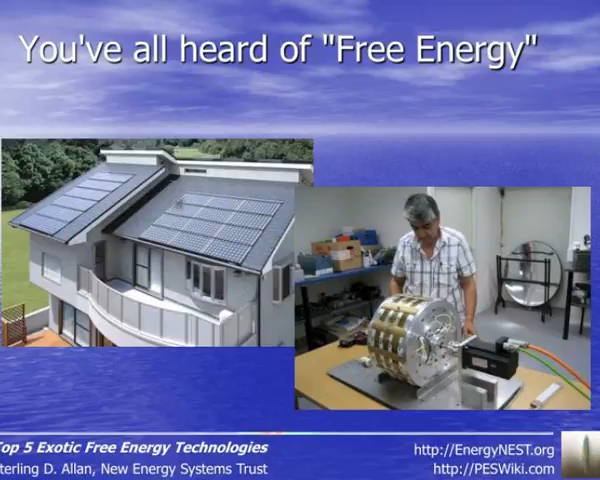 You've all heard of "Free Energy"
Top 5 Exotic Free Energy Technologies
terling D. Allan, New Energy Systems Trust
http://EnergyNEST.org
http://PESWiki.com